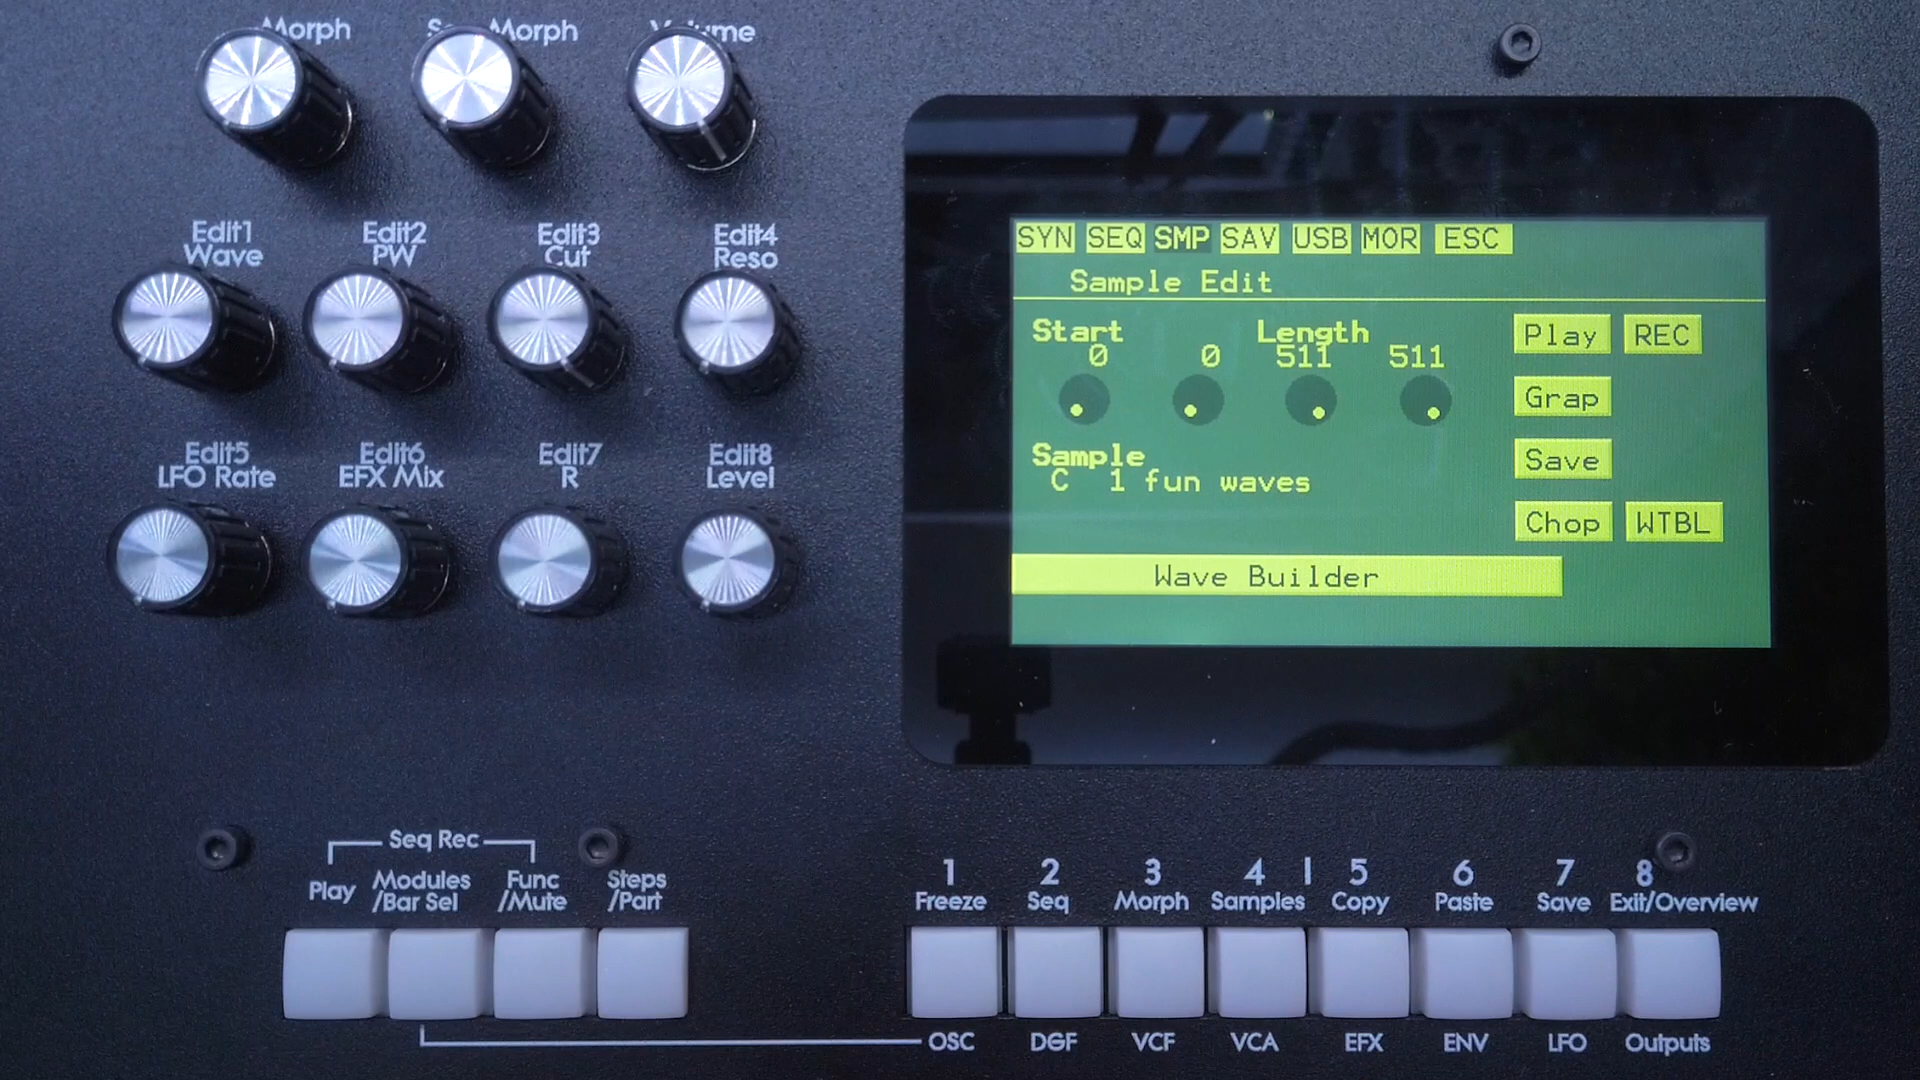 Morph Morph
Edit1 Edit2 Edit3 Edit4
Wave PW Cut Reso
Edit5 Edit6 Edit7 Edit8
LFO Rate EFX Mix R Level
SYN SEQ SMP SAV USB MOR ESC
Sample Edit
Start Length
0 0 511 511
Play REC
Grap
Sample
C 1 fun waves
Save
Chop WTBL
Wave Builder
Seq Rec
Play Modules Func Steps
/Bar Sel /Mute /Part
1 2 3 4 | 5 6 7 8
Freeze Seq Morph Samples Copy Paste Save Exit/Overview
OSC DGF VCF VCA EFX ENV LFO Outputs